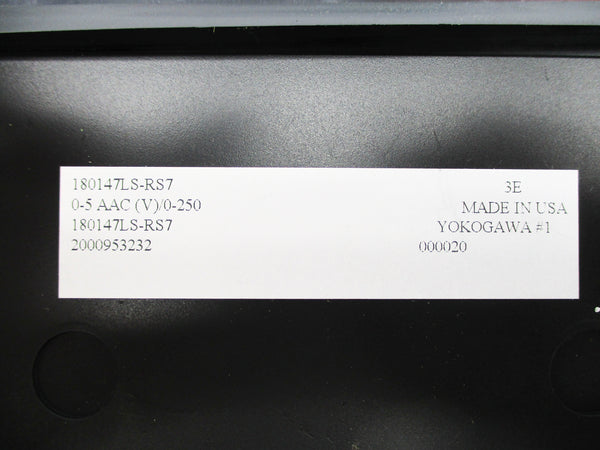 180147LS-RS7 3E
0-5 AAC (V)/0-250 MADE IN USA
180147LS-RS7 YOKOGAWA #1
2000953232 000020